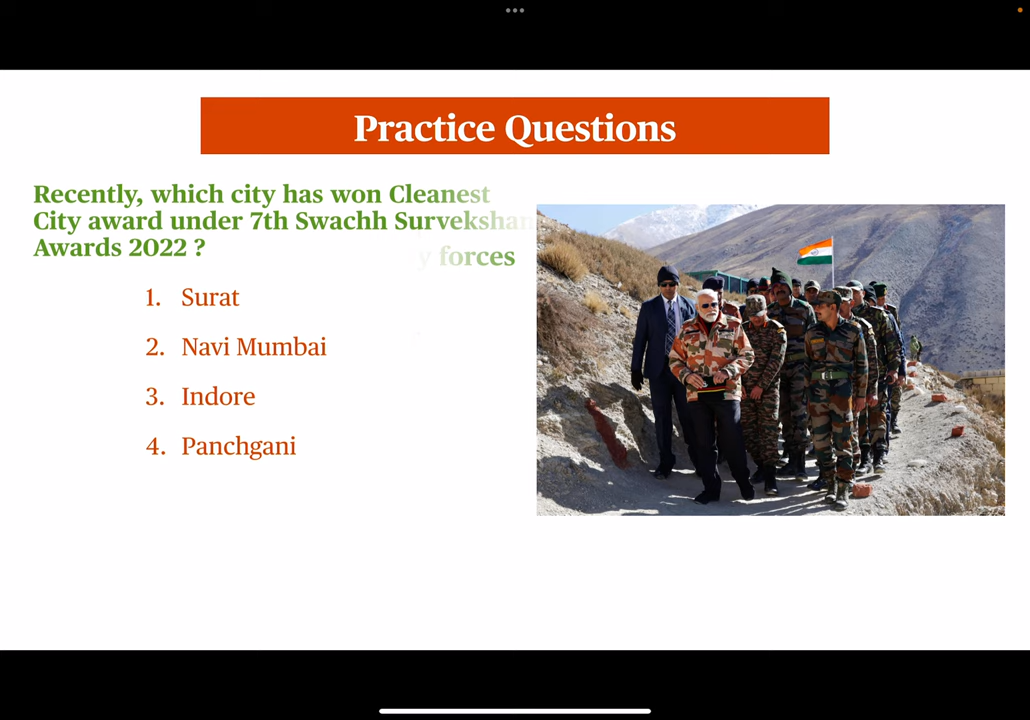 Practice Questions
Recently, which city has won Cleanest
City award under 7th Swachh Survekshan
Awards 2022 ?
y forces
1. Surat
2. Navi Mumbai
3. Indore
4. Panchgani